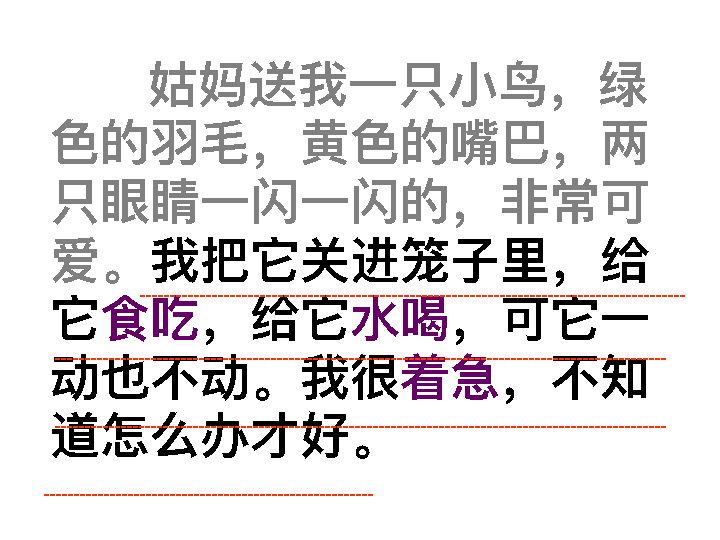 姑妈送我一只小鸟，绿
色的羽毛，黄色的嘴巴，两
只眼睛一闪一闪的，非常可
爱。我把它关进笼子里，给
它食吃，给它水喝，可它一
动也不动。我很着急，不知
道怎么办才好。